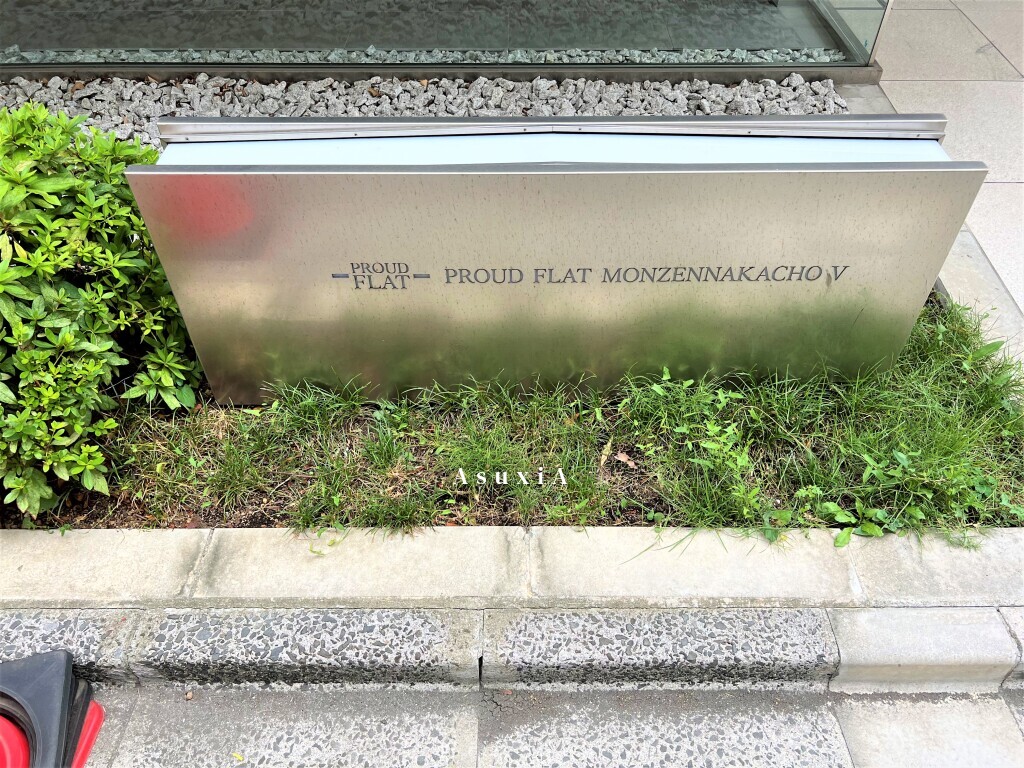 PROUD
FLAT
PROUD FLAT MONZENNAKACHO V
AsuxiA